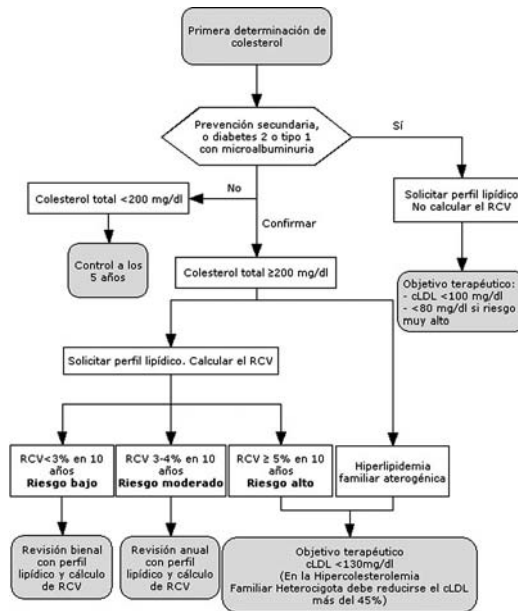 Primera determinación de
colesterol
Prevención secundaria,
o diabetes 2 o tipo 1
con microalbuminuria
Sí
No
Colesterol total <200 mg/dl
Solicitar perfil lipídico
No calcular el RCV
Confirmar
Control a los
5 años
Colesterol total ≥200 mg/dl
Objetivo terapéutico:
- cLDL <100 mg/dl
- <80 mg/dl si riesgo
muy alto
Solicitar perfil lipídico. Calcular el RCV
RCV<3% en 10
años
Riesgo bajo
RCV 3-4% en 10
años
Riesgo moderado
RCV ≥ 5% en 10
años
Riesgo alto
Hiperlipidemia
familiar aterogénica
Revisión bienal con
perfil lipídico y cálculo
de RCV
Revisión anual con
perfil lipídico y
cálculo de RCV
Objetivo terapéutico
cLDL <130mg/dl
(En la Hipercolesterolemia
Familiar Heterocigota debe reducirse el cLDL
más del 45%)